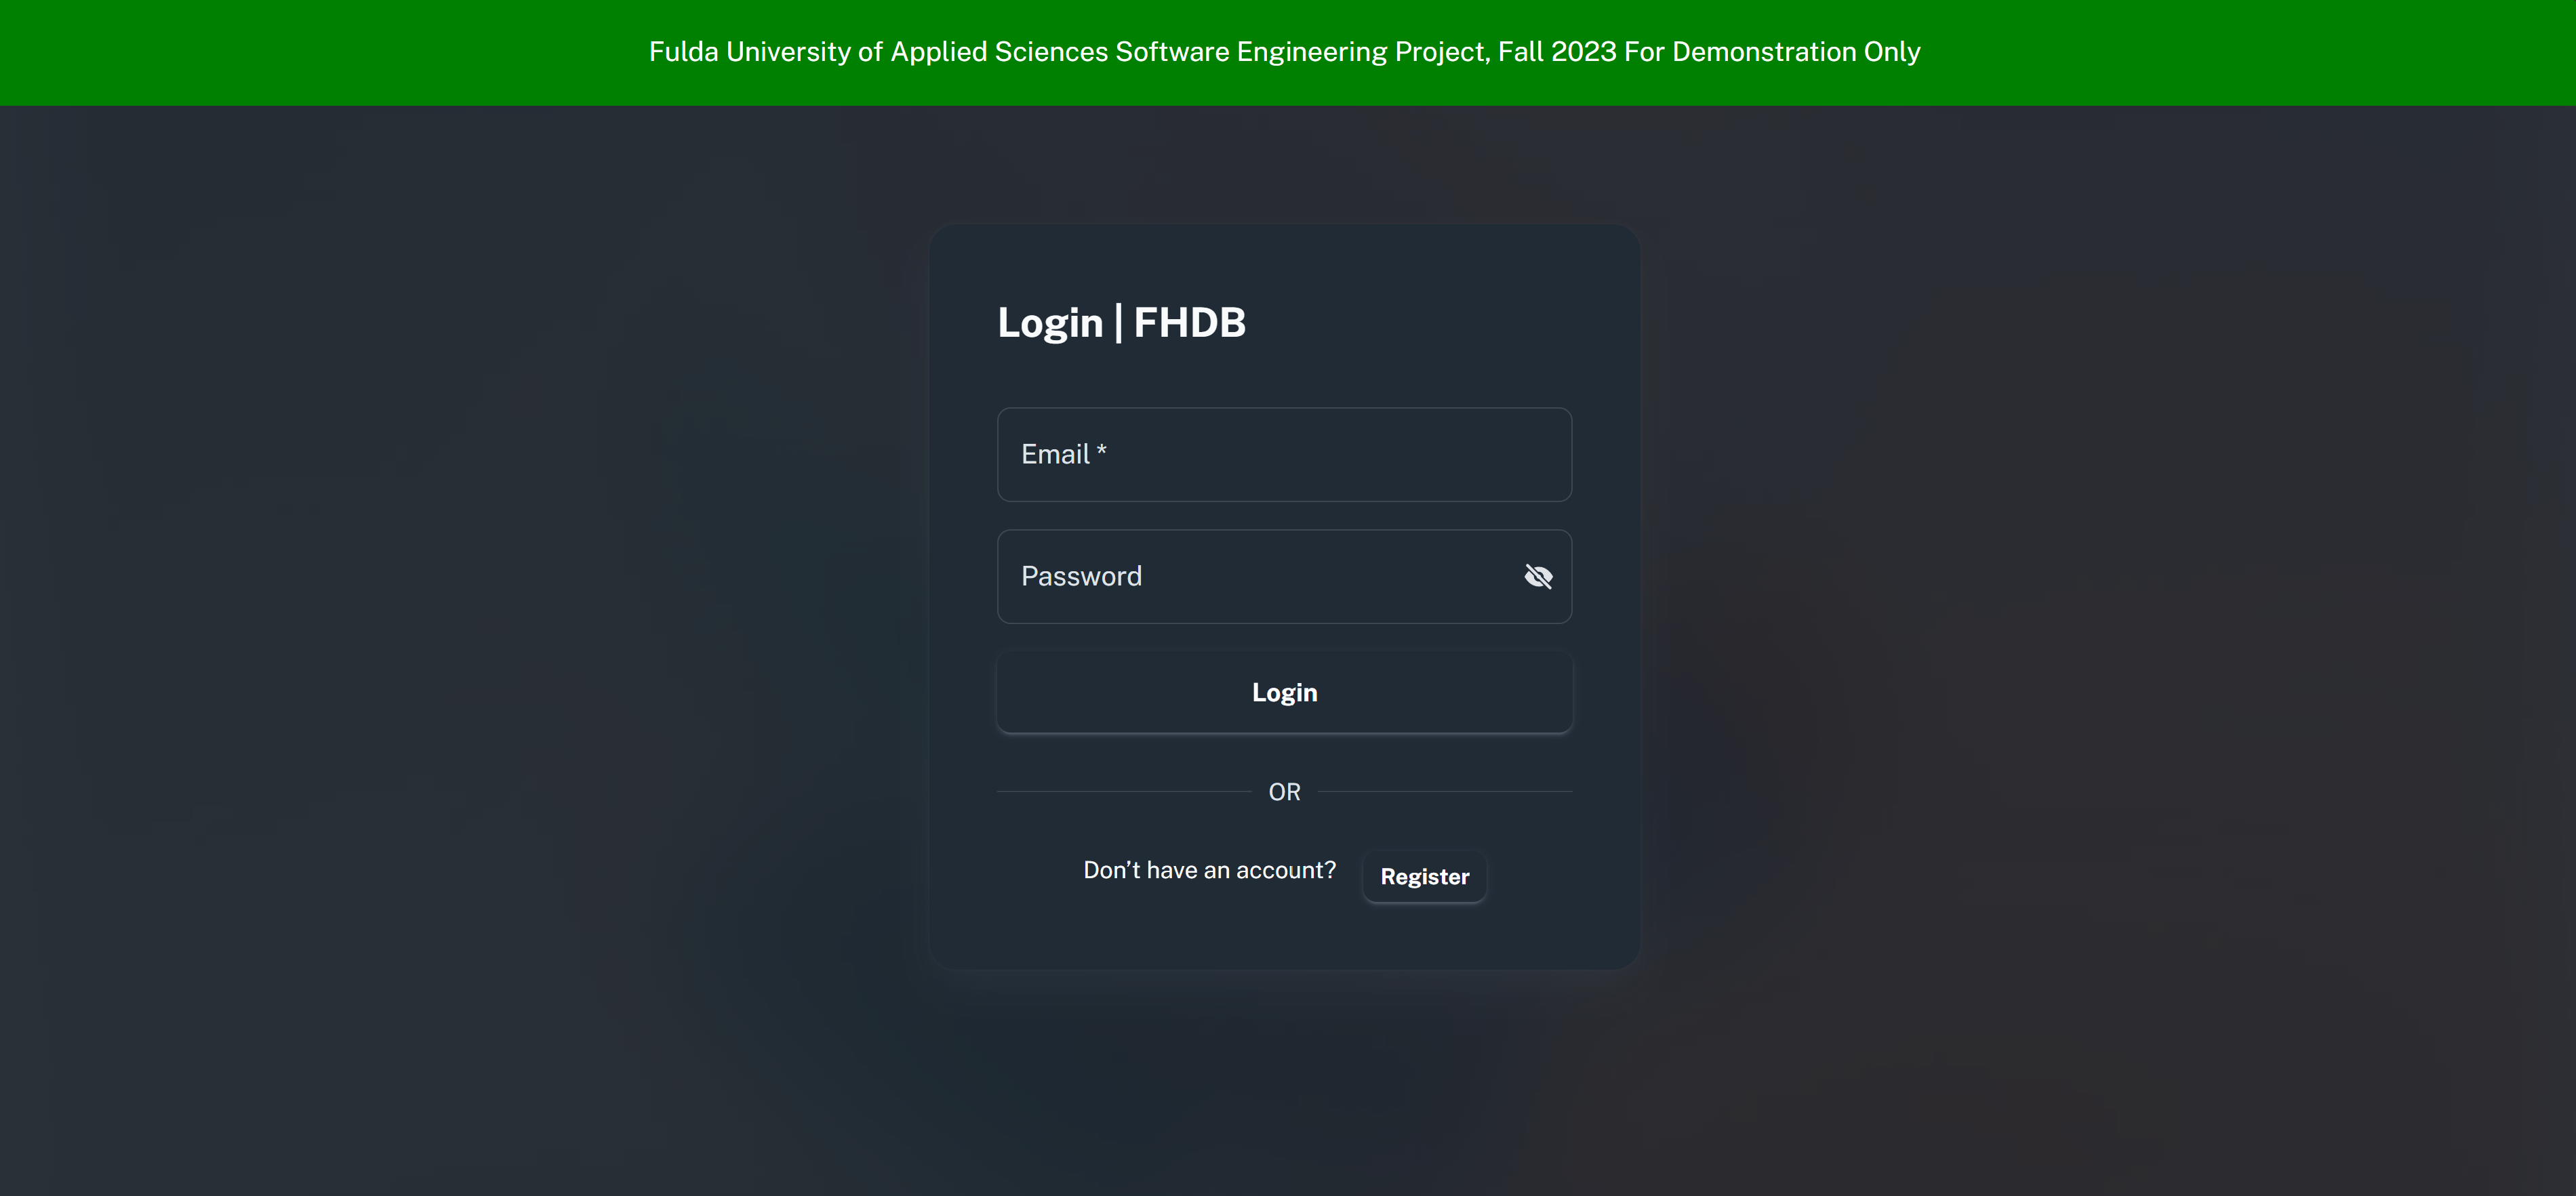 Fulda University of Applied Sciences Software Engineering Project, Fall 2023 For Demonstration Only
Login | FHDB
Email *
Password
Login
OR
Don’t have an account?
Register